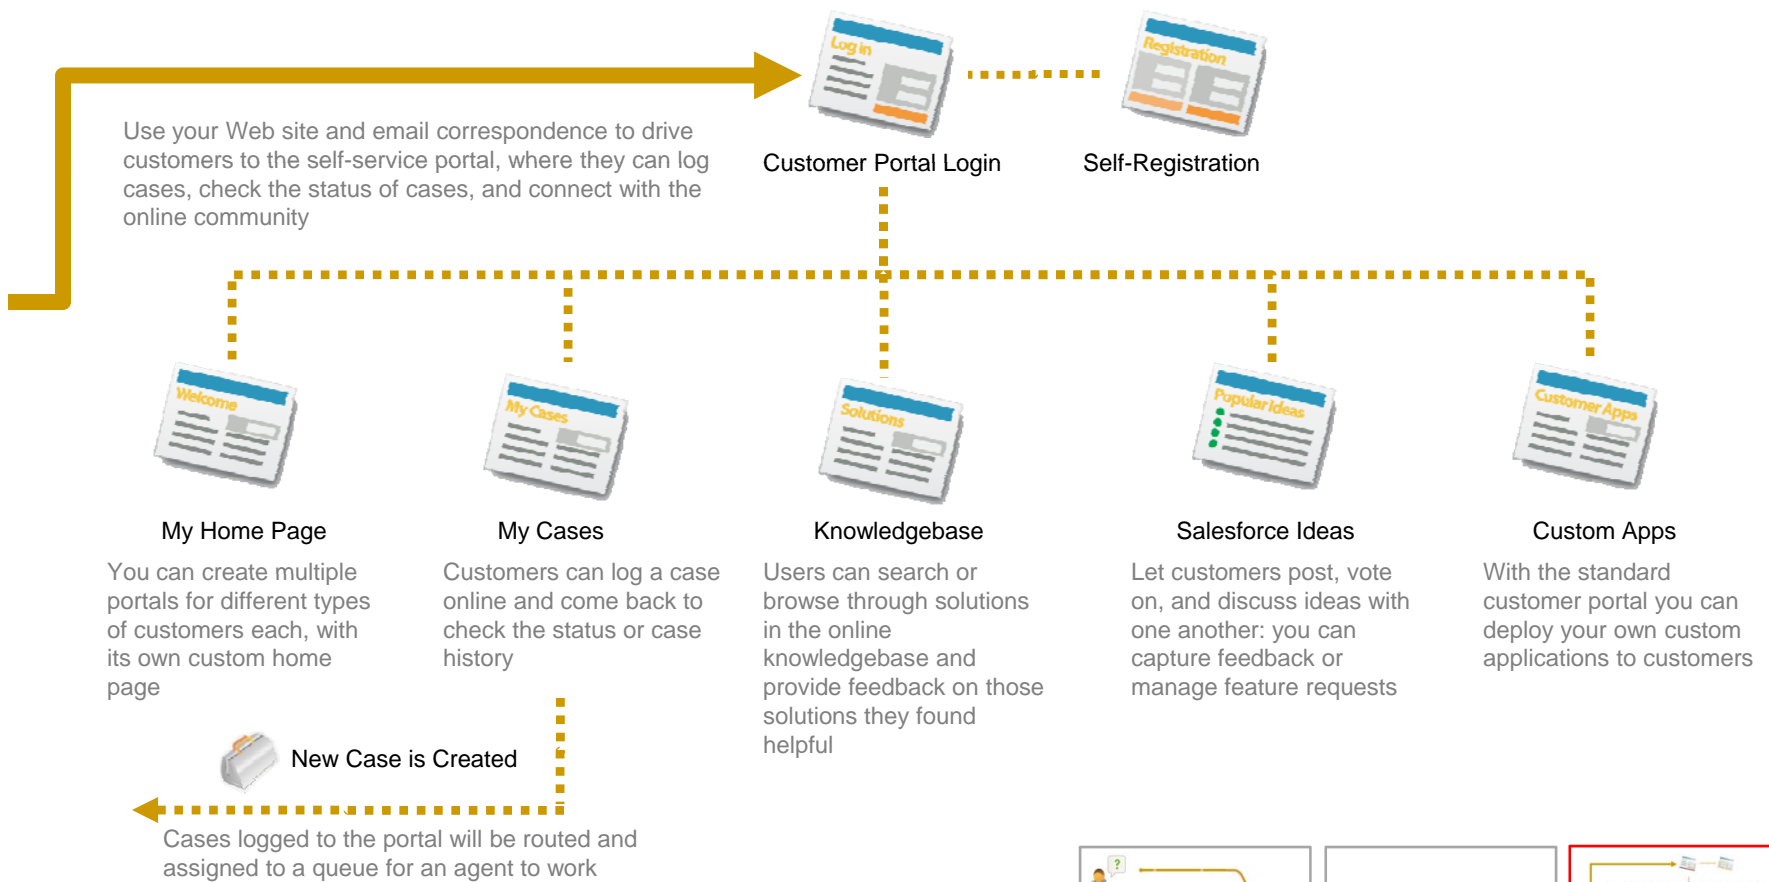 Log in
Registration
Use your Web site and email correspondence to drive
customers to the self-service portal, where they can log
cases, check the status of cases, and connect with the
online community
Customer Portal Login
Self-Registration
Welcome
My Cases
Solutions
Popular Ideas
Customer Apps
My Home Page
You can create multiple
portals for different types
of customers each, with
its own custom home
page
My Cases
Customers can log a case
online and come back to
check the status or case
history
Knowledgebase
Users can search or
browse through solutions
in the online
knowledgebase and
provide feedback on those
solutions they found
helpful
Salesforce Ideas
Let customers post, vote
on, and discuss ideas with
one another: you can
capture feedback or
manage feature requests
Custom Apps
With the standard
customer portal you can
deploy your own custom
applications to customers
New Case is Created
Cases logged to the portal will be routed and
assigned to a queue for an agent to work
?